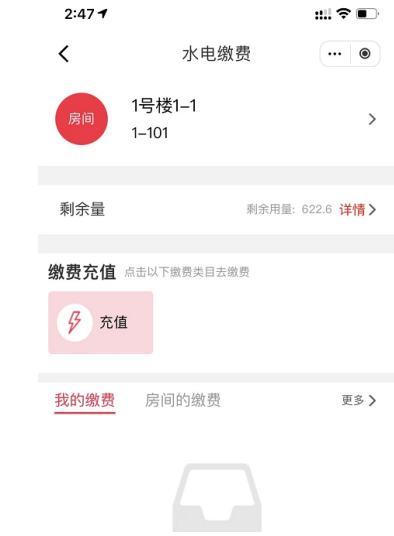 2:47
水电缴费
房间
1号楼1-1
1-101
剩余量
剩余用量: 622.6 详情
缴费充值 点击以下缴费类目去缴费
充值
我的缴费 房间的缴费 更多